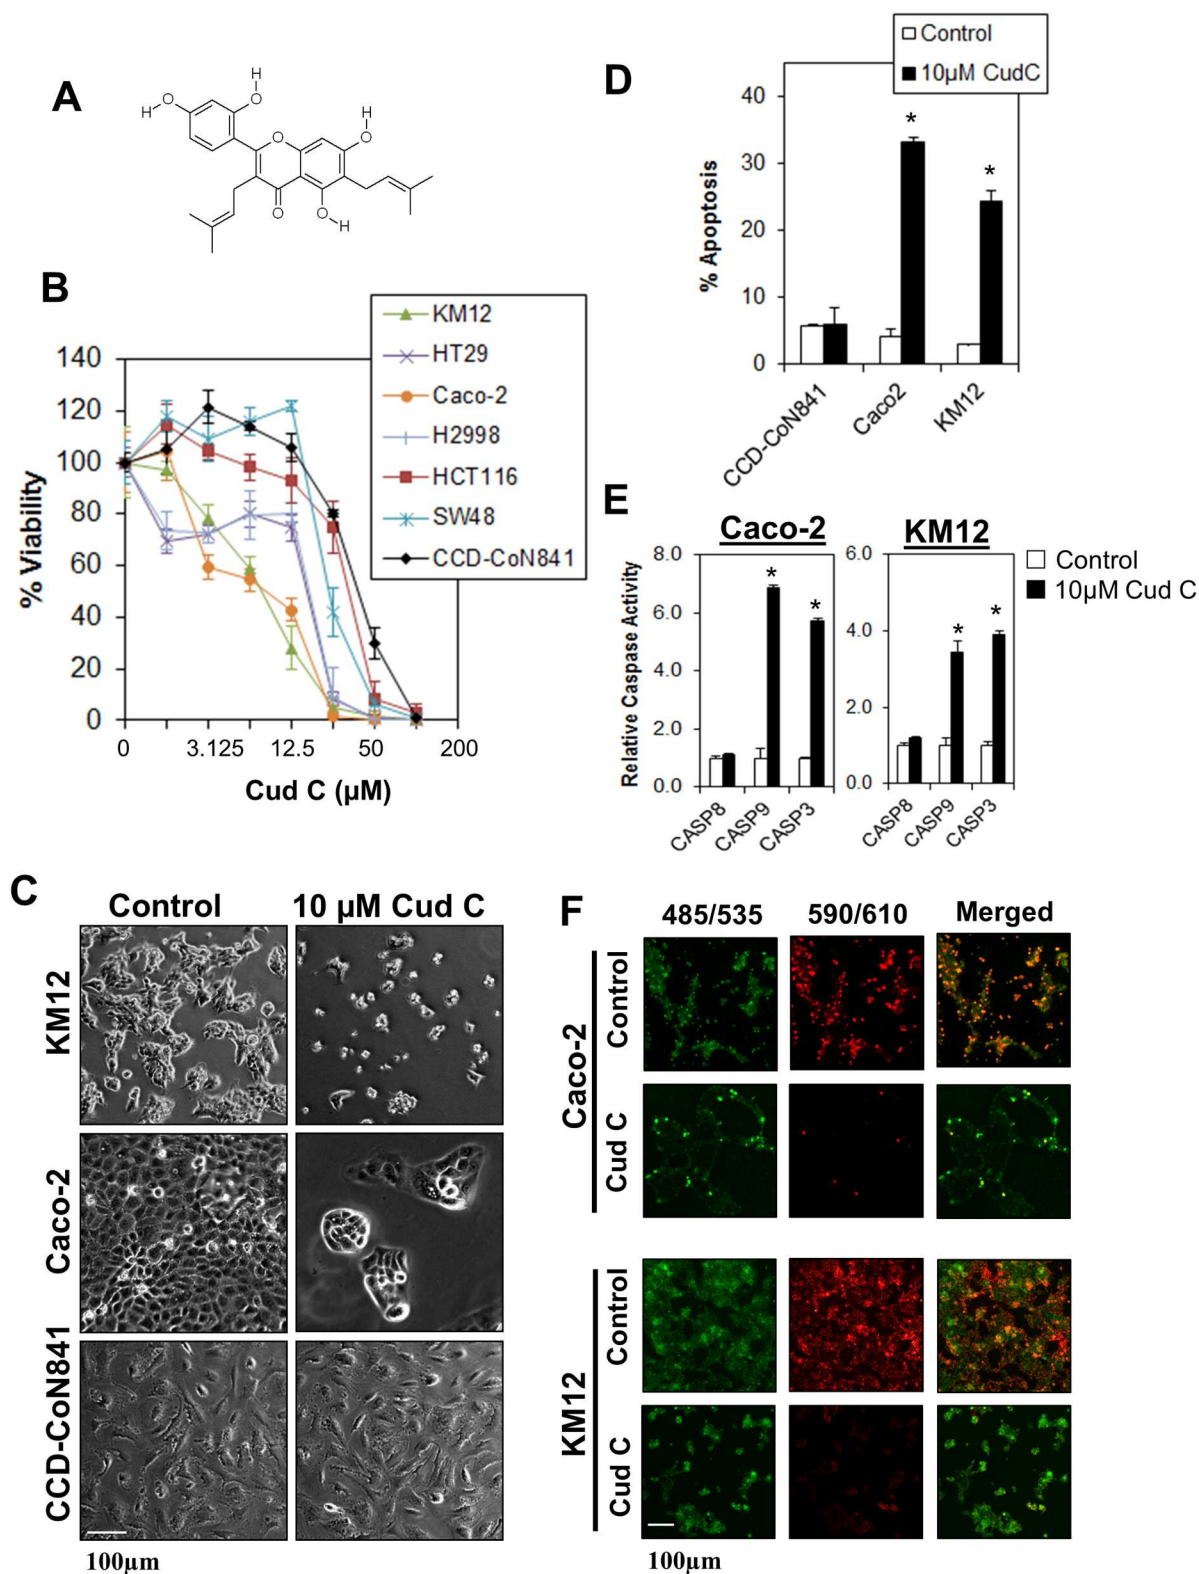 A
H
O
H
O
H
O
O
O
O
H
B
KM12
HT29
Caco-2
H2998
HCT116
SW48
CCD-CoN841
140
120
100
80
60
40
20
0
% Viability
0 3.125 12.5 50 200
Cud C (µM)
C
Control 10 µM Cud C
KM12
Caco-2
CCD-CoN841
100µm
D
Control
10µM CudC
40
30
20
10
0
% Apoptosis
* *
CCD-CoN841 Caco2 KM12
E
Caco-2 KM12
Control
10µM Cud C
Relative Caspase Activity
8.0
6.0
4.0
2.0
0.0
* *
CASP8 CASP9 CASP3
6.0
4.0
2.0
0.0
* *
CASP8 CASP9 CASP3
F
485/535 590/610 Merged
Caco-2
Control
Cud C
KM12
Control
Cud C
100µm